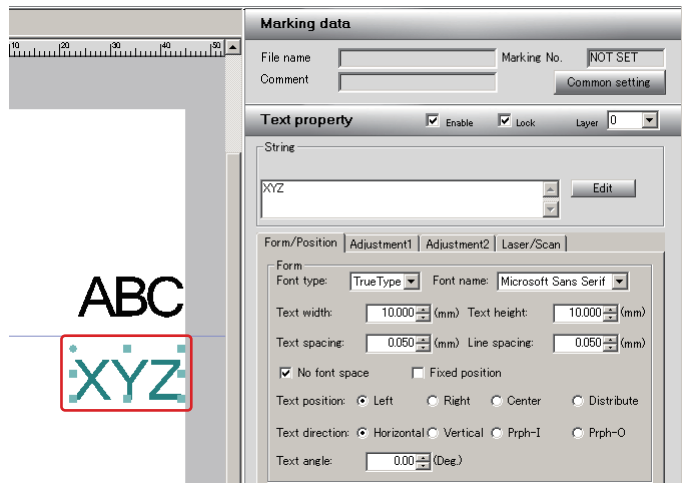 Marking data
File name Marking No. NOT SET
Comment Common setting
10 20 30 40 50
Text property Enable Lock Layer 0
String
XYZ Edit
Form/Position Adjustment1 Adjustment2 Laser/Scan
Form
Font type: TrueType Font name: Microsoft Sans Serif
Text width: 10.000 (mm) Text height: 10.000 (mm)
Text spacing: 0.050 (mm) Line spacing: 0.050 (mm)
No font space Fixed position
Text position: Left Right Center Distribute
Text direction: Horizontal Vertical Prph-I Prph-O
Text angle: 0.00 (Deg.)
ABC
XYZ